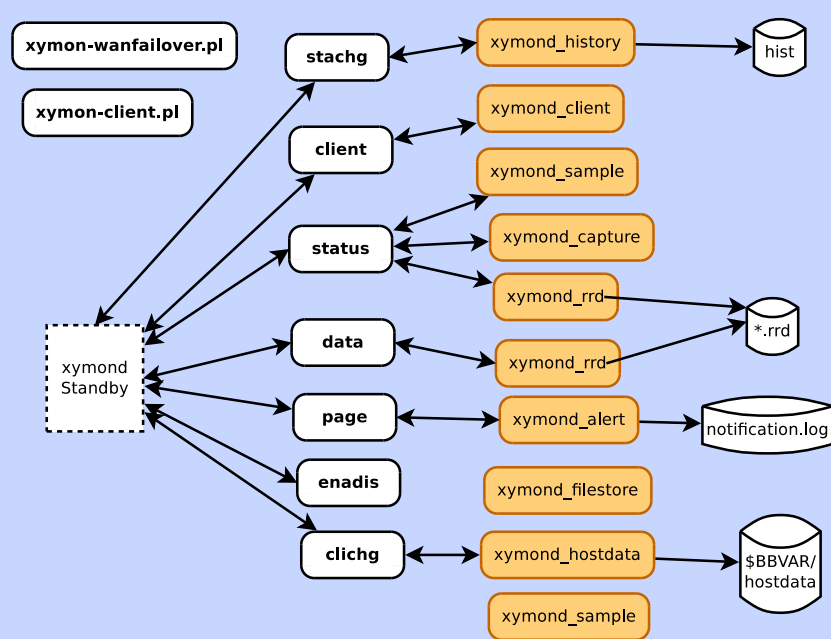 xymon-wanfailover.pl
xymon-client.pl
stachg
xymond_history
hist
client
xymond_client
xymond_sample
status
xymond_capture
xymond_rrd
*.rrd
xymond
Standby
data
xymond_rrd
page
xymond_alert
notification.log
enadis
xymond_filestore
clichg
xymond_hostdata
$BBVAR/
hostdata
xymond_sample